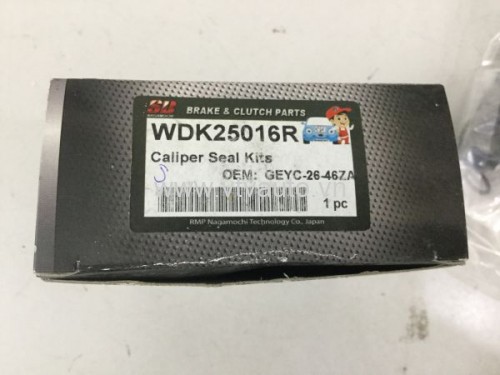 SB
BRAKE & CLUTCH PARTS
WDK25016R
Caliper Seal Kits
OEM: GEYC-26-46ZA
1 pc
RMP Nagamochi Technology Co., Japan